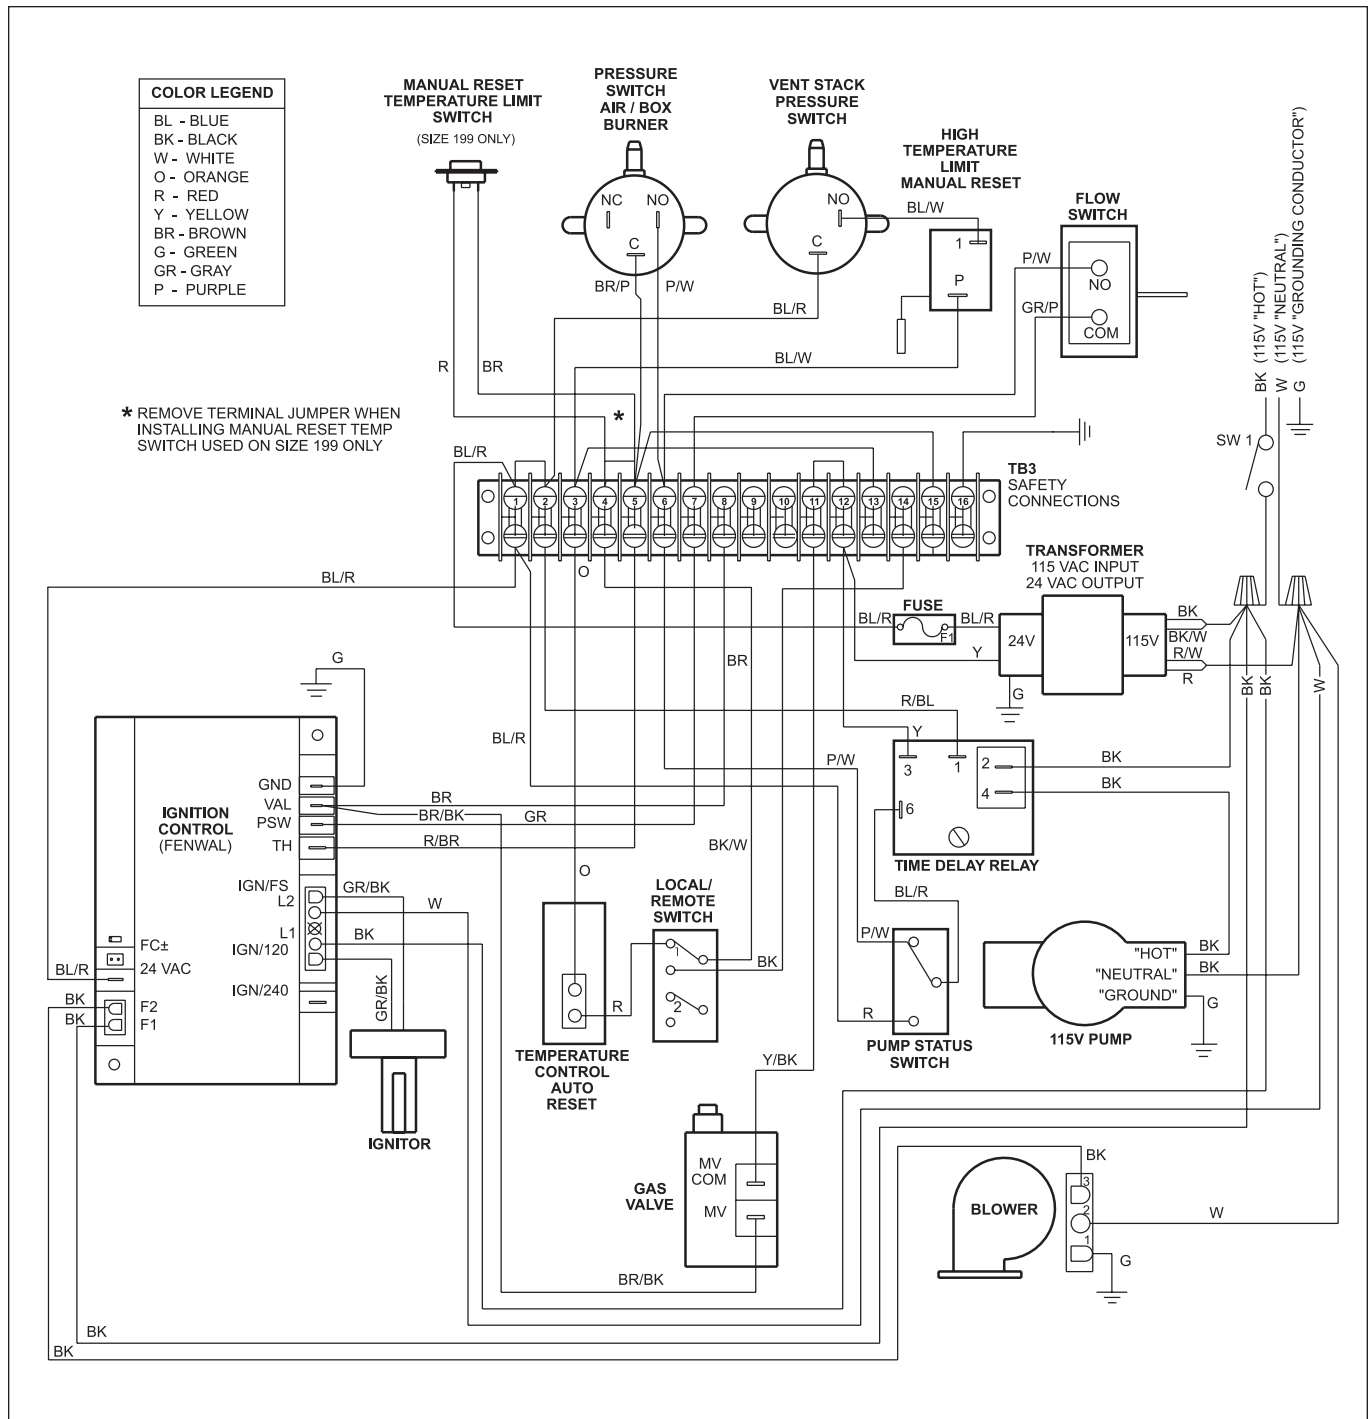 COLOR LEGEND
BL - BLUE
BK - BLACK
W - WHITE
O - ORANGE
R - RED
Y - YELLOW
BR - BROWN
G - GREEN
GR - GRAY
P - PURPLE
MANUAL RESET
TEMPERATURE LIMIT
SWITCH
(SIZE 199 ONLY)
PRESSURE
SWITCH
AIR / BOX
BURNER
NC
NO
C
VENT STACK
PRESSURE
SWITCH
NO
C
HIGH
TEMPERATURE
LIMIT
MANUAL RESET
BL/W
1
P
FLOW
SWITCH
NO
COM
P/W
GR/P
BK (115V "HOT")
W (115V "NEUTRAL")
G (115V "GROUNDING CONDUCTOR")
BR/P
P/W
BL/R
BL/W
R
BR
SW 1
* REMOVE TERMINAL JUMPER WHEN
INSTALLING MANUAL RESET TEMP
SWITCH USED ON SIZE 199 ONLY
*
BL/R
1 2 3 4 5 6 7 8 9 10 11 12 13 14 15 16
TB3
SAFETY
CONNECTIONS
TRANSFORMER
115 VAC INPUT
24 VAC OUTPUT
24V
115V
BK
BK/W
R/W
R
FUSE
F1
BL/R
BL/R
Y
G
BK
BK
W
BL/R
O
BR
G
R/BL
Y
BL/R
P/W
3
1
2
4
6
BK
BK
TIME DELAY RELAY
BL/R
IGNITION
CONTROL
(FENWAL)
GND
VAL
PSW
TH
BR
BR/BK
GR
R/BR
BK/W
IGN/FS
L2
L1
IGN/120
IGN/240
GR/BK
W
BK
GR/BK
FC±
24 VAC
F2
F1
BL/R
BK
BK
IGNITOR
O
TEMPERATURE
CONTROL
AUTO
RESET
R
LOCAL/
REMOTE
SWITCH
1
2
BK
P/W
R
PUMP STATUS
SWITCH
"HOT"
"NEUTRAL"
"GROUND"
BK
BK
G
115V PUMP
Y/BK
MV
COM
MV
GAS
VALVE
BR/BK
BLOWER
3
2
1
BK
W
G
BK
BK